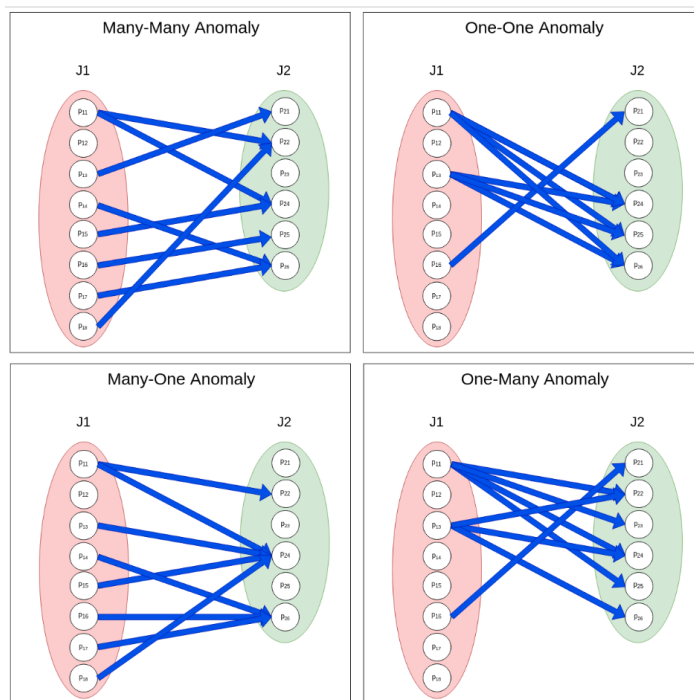 Many-Many Anomaly
J1
J2
P11
P12
P13
P14
P15
P16
P17
P18
P21
P22
P23
P24
P25
P26
One-One Anomaly
J1
J2
P11
P12
P13
P14
P15
P16
P17
P18
P21
P22
P23
P24
P25
P26
Many-One Anomaly
J1
J2
P11
P12
P13
P14
P15
P16
P17
P18
P21
P22
P23
P24
P25
P26
One-Many Anomaly
J1
J2
P11
P12
P13
P14
P15
P16
P17
P18
P21
P22
P23
P24
P25
P26